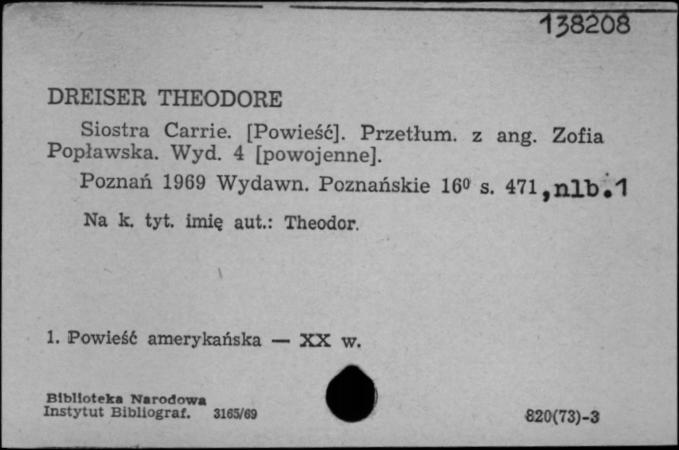 138208
DREISER THEODORE
Siostra Carrie. [Powieść]. Przetłum. z ang. Zofia
Popławska. Wyd. 4 [powojenne].
Poznań 1969 Wydawn. Poznańskie 16⁰ s. 471, nlb. 1
Na k. tyt. imię aut.: Theodor.
1. Powieść amerykańska — XX w.
Biblioteka Narodowa
Instytut Bibliograf. 3165/69
820(73)-3